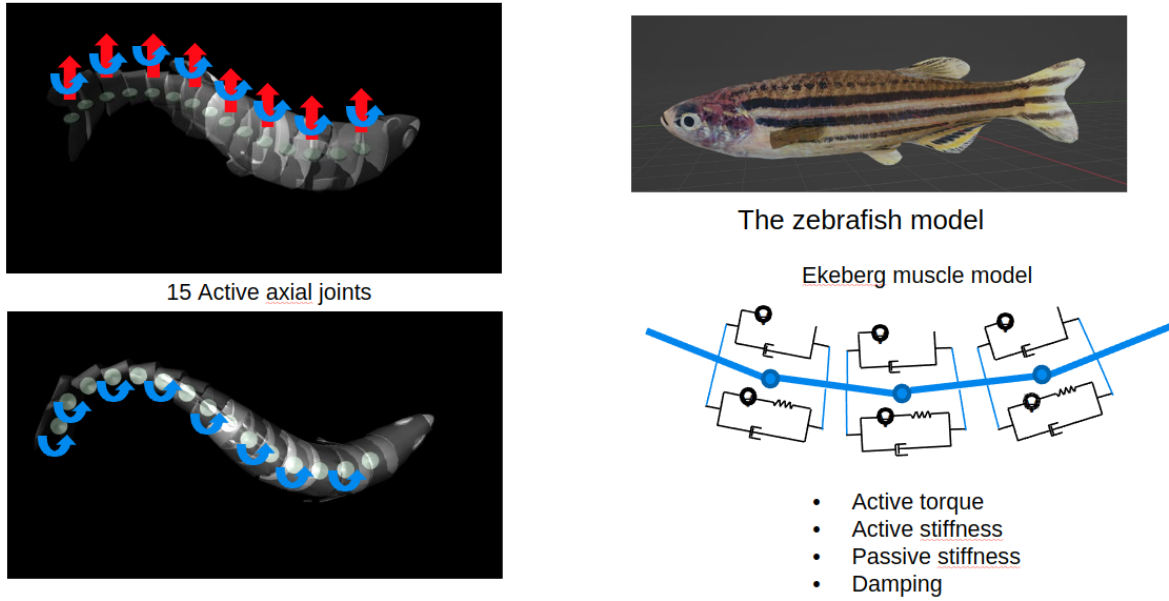 15 Active axial joints
The zebrafish model
Ekeberg muscle model
• Active torque
• Active stiffness
• Passive stiffness
• Damping